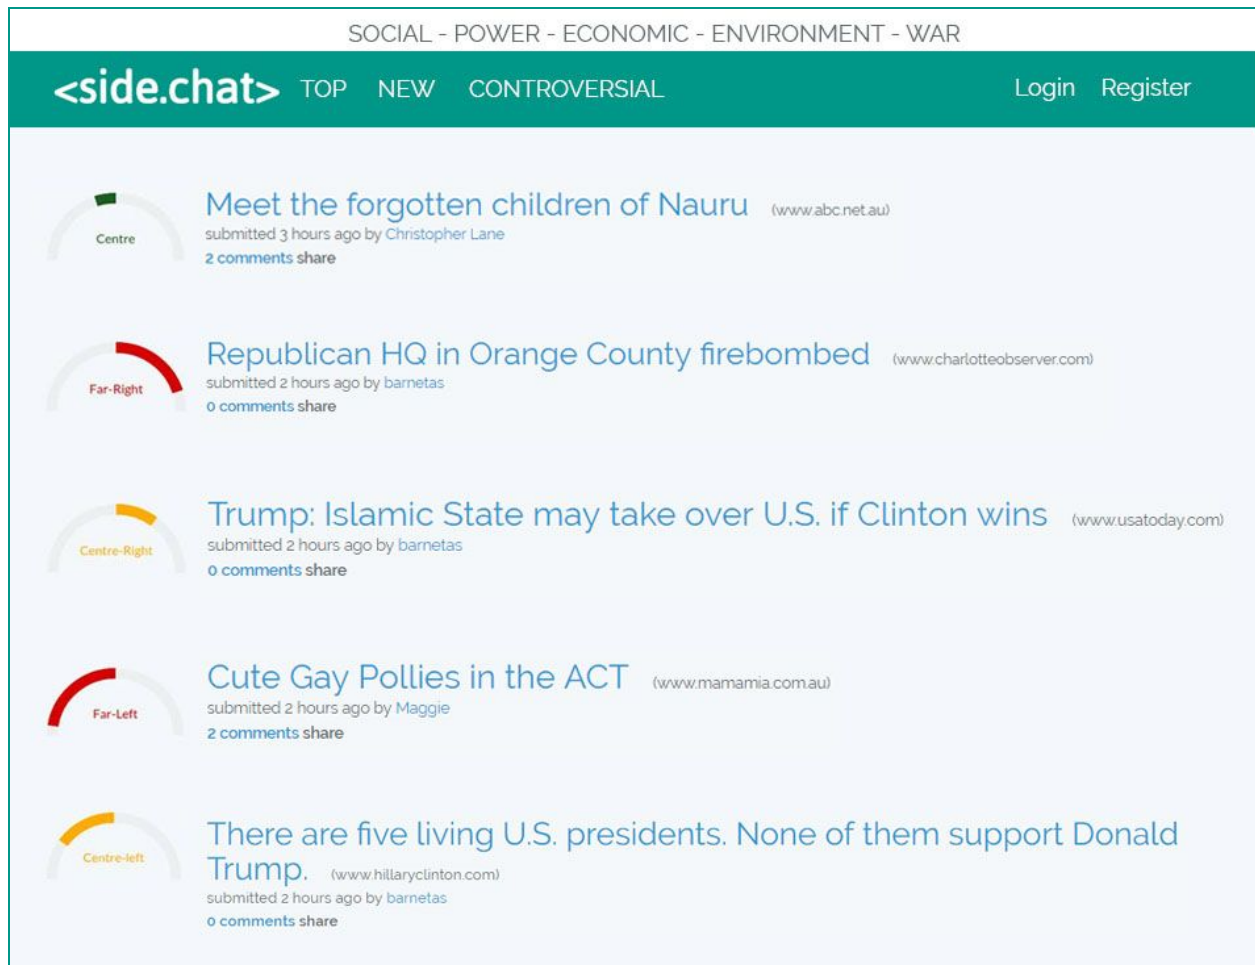 SOCIAL - POWER - ECONOMIC - ENVIRONMENT - WAR
<side.chat> TOP NEW CONTROVERSIAL Login Register
Meet the forgotten children of Nauru (www.abc.net.au)
Centre
submitted 3 hours ago by Christopher Lane
2 comments share
Republican HQ in Orange County firebombed (www.charlotteobserver.com)
Far-Right
submitted 2 hours ago by barnetas
0 comments share
Trump: Islamic State may take over U.S. if Clinton wins (www.usatoday.com)
Centre-Right
submitted 2 hours ago by barnetas
0 comments share
Cute Gay Pollies in the ACT (www.mamamia.com.au)
Far-Left
submitted 2 hours ago by Maggie
2 comments share
There are five living U.S. presidents. None of them support Donald
Centre-left
Trump. (www.hillaryclinton.com)
submitted 2 hours ago by barnetas
0 comments share